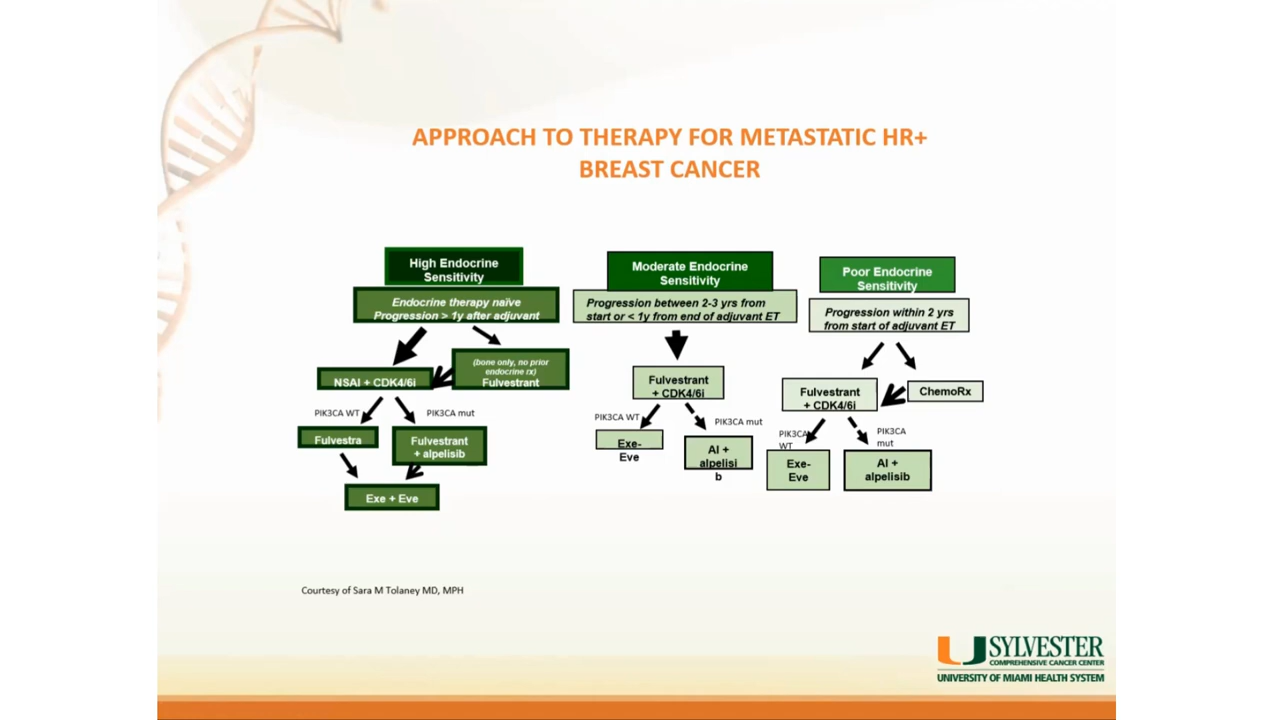 APPROACH TO THERAPY FOR METASTATIC HR+
BREAST CANCER
High Endocrine
Sensitivity
Endocrine therapy naïve
Progression > 1y after adjuvant
(bone only, no prior
endocrine rx)
Fulvestrant
NSAI + CDK4/6i
PIK3CA WT
PIK3CA mut
Fulvestra
Fulvestrant
+ alpelisib
Exe + Eve
Moderate Endocrine
Sensitivity
Progression between 2-3 yrs from
start or < 1y from end of adjuvant ET
Fulvestrant
+ CDK4/6i
PIK3CA WT
PIK3CA mut
Exe-
Eve
AI +
alpelisi
b
Poor Endocrine
Sensitivity
Progression within 2 yrs
from start of adjuvant ET
Fulvestrant
+ CDK4/6i
ChemoRx
PIK3CA
WT
PIK3CA
mut
Exe-
Eve
AI +
alpelisib
Courtesy of Sara M Tolaney MD, MPH
SYLVESTER
COMPREHENSIVE CANCER CENTER
UNIVERSITY OF MIAMI HEALTH SYSTEM